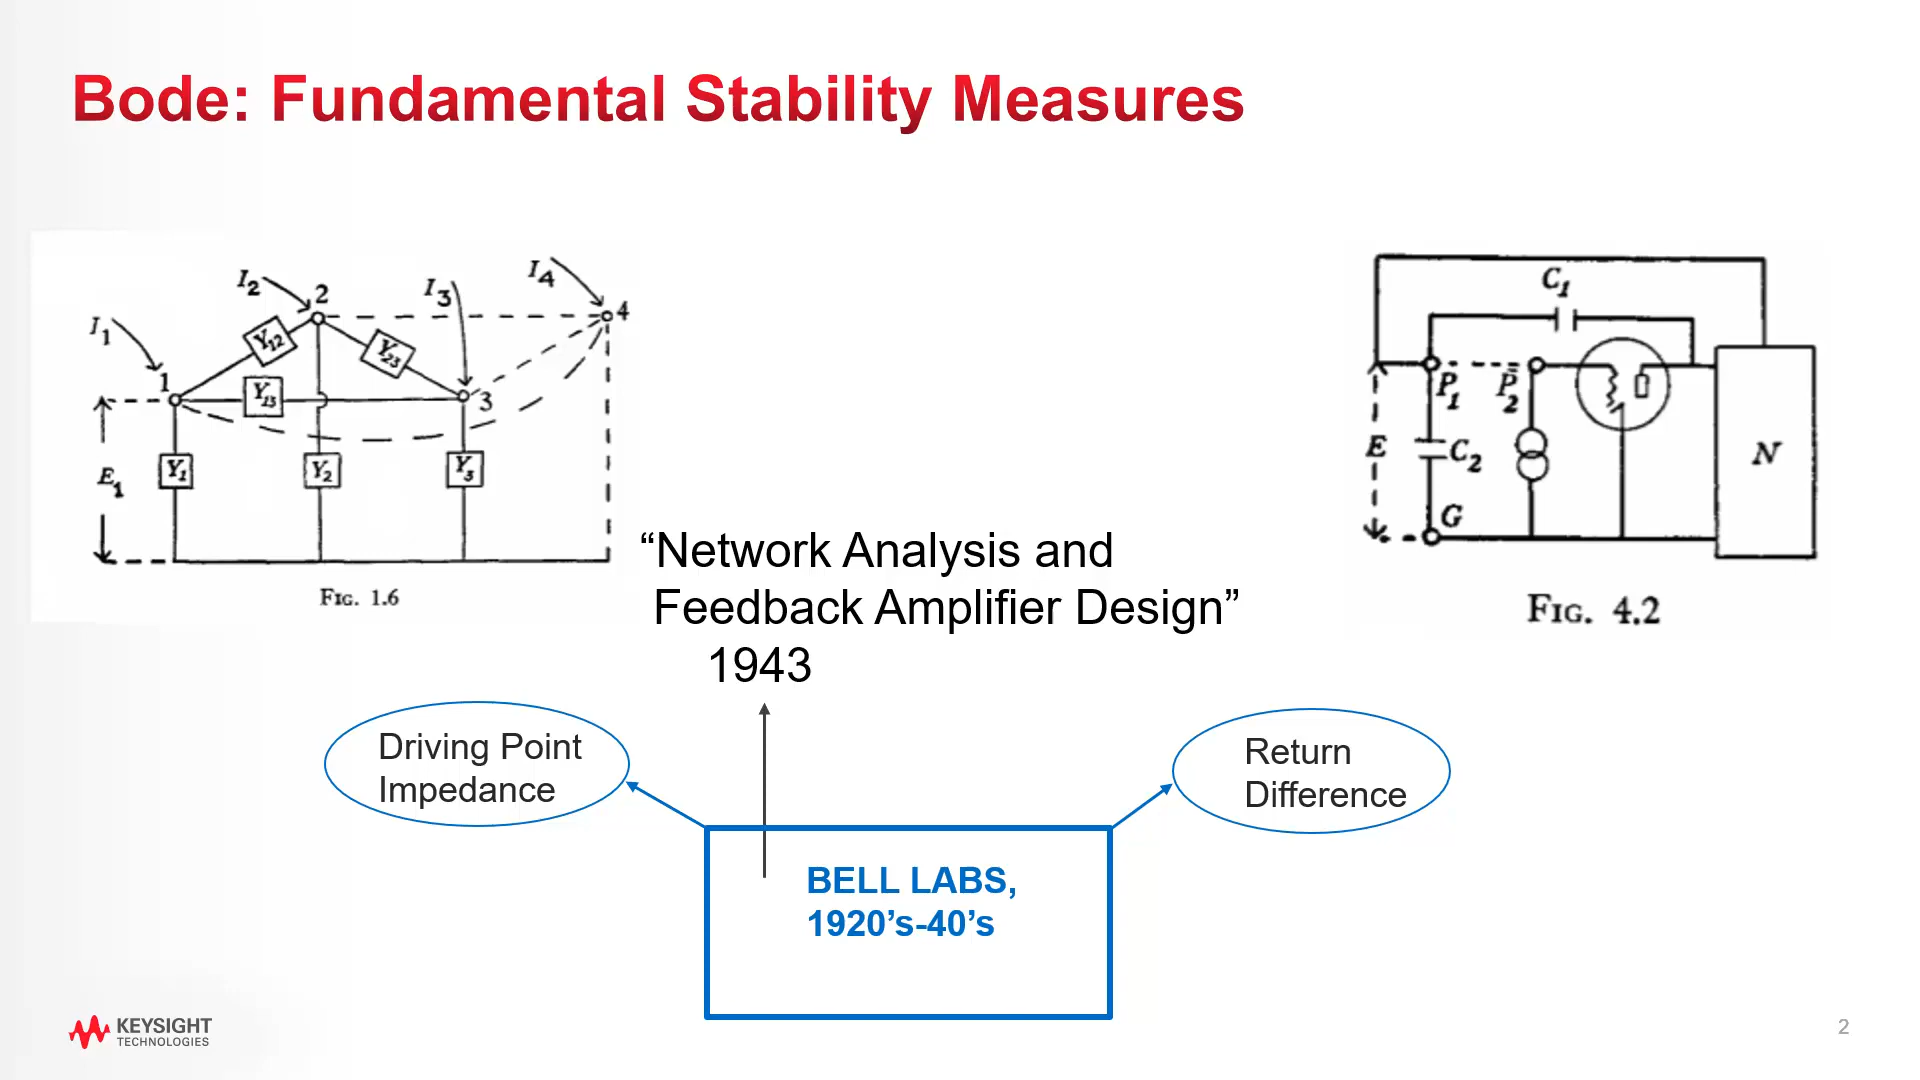 Bode: Fundamental Stability Measures
I1
I2
2
I3
I4
4
1
Y12
Y23
Y13
3
E1
Y1
Y2
Y3
FIG. 1.6
C1
P1
P2
E
C2
G
N
FIG. 4.2
“Network Analysis and
Feedback Amplifier Design”
1943
Driving Point
Impedance
Return
Difference
BELL LABS,
1920’s-40’s
KEYSIGHT
TECHNOLOGIES
2